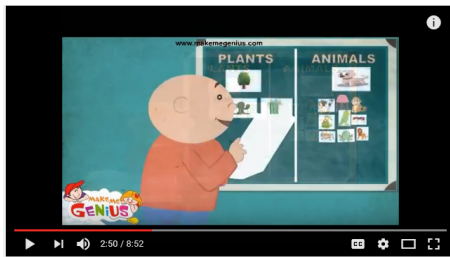 www.makemegenius.com
PLANTS ANIMALS
MAKE ME
GENiUS
2:50 / 8:52
CC